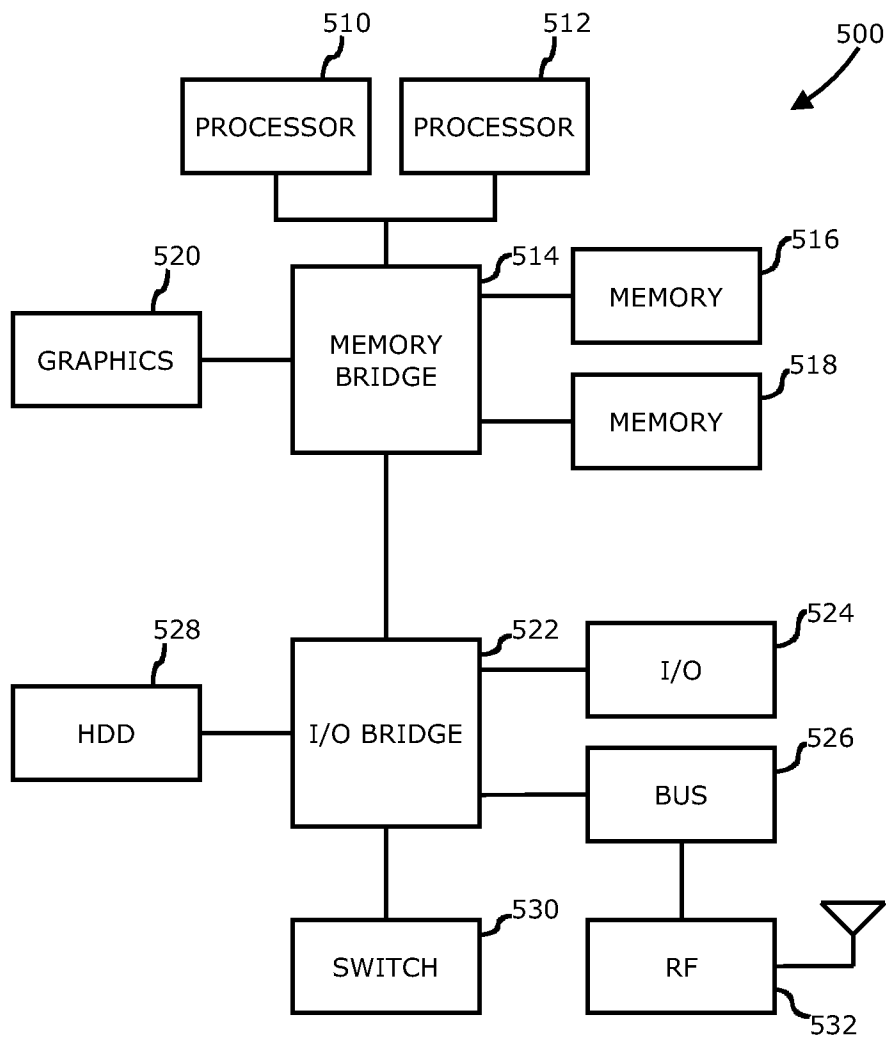 510
512
500
PROCESSOR
PROCESSOR
520
514
516
MEMORY
GRAPHICS
MEMORY
BRIDGE
518
MEMORY
528
522
524
I/O
HDD
I/O BRIDGE
526
BUS
530
SWITCH
RF
532